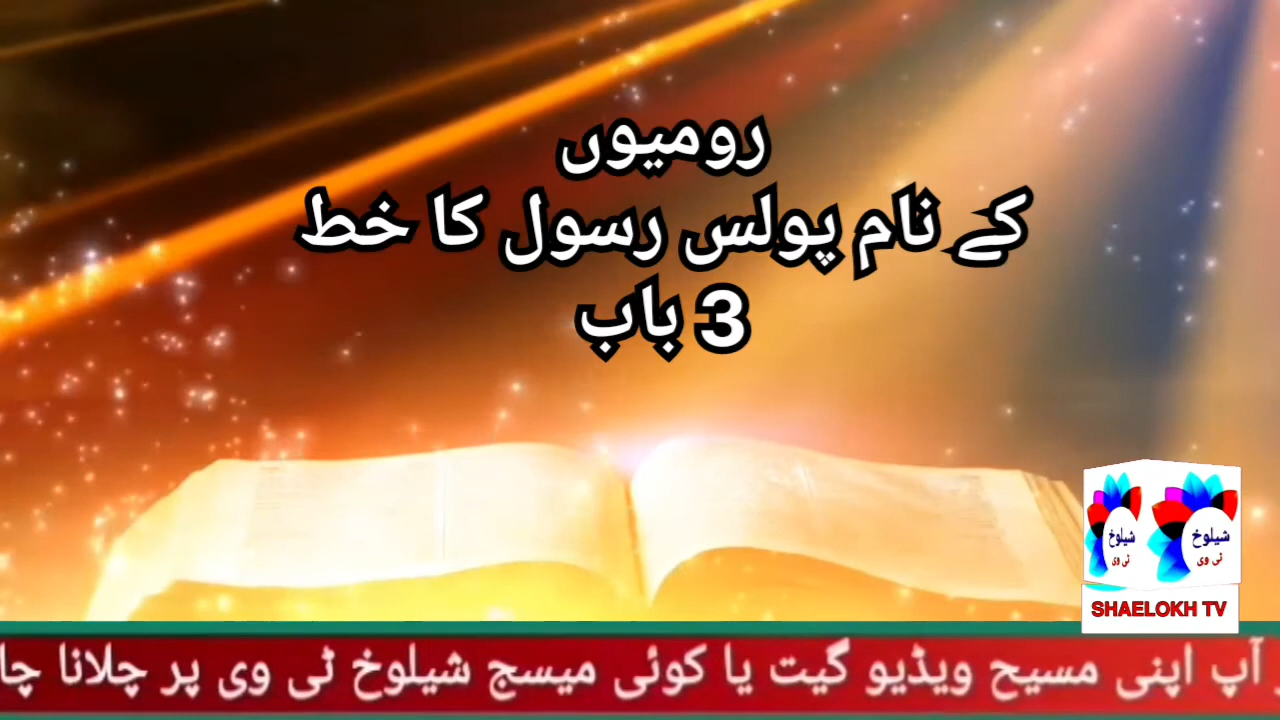 رومیوں
کے نام پولس رسول کا خط
3 باب
شیلوخ
ٹی وی
شیلوخ
ٹی وی
SHAELOKH TV
آپ اپنی مسیح ویڈیو گیت یا کوئی میسج شیلوخ ٹی وی پر چلانا